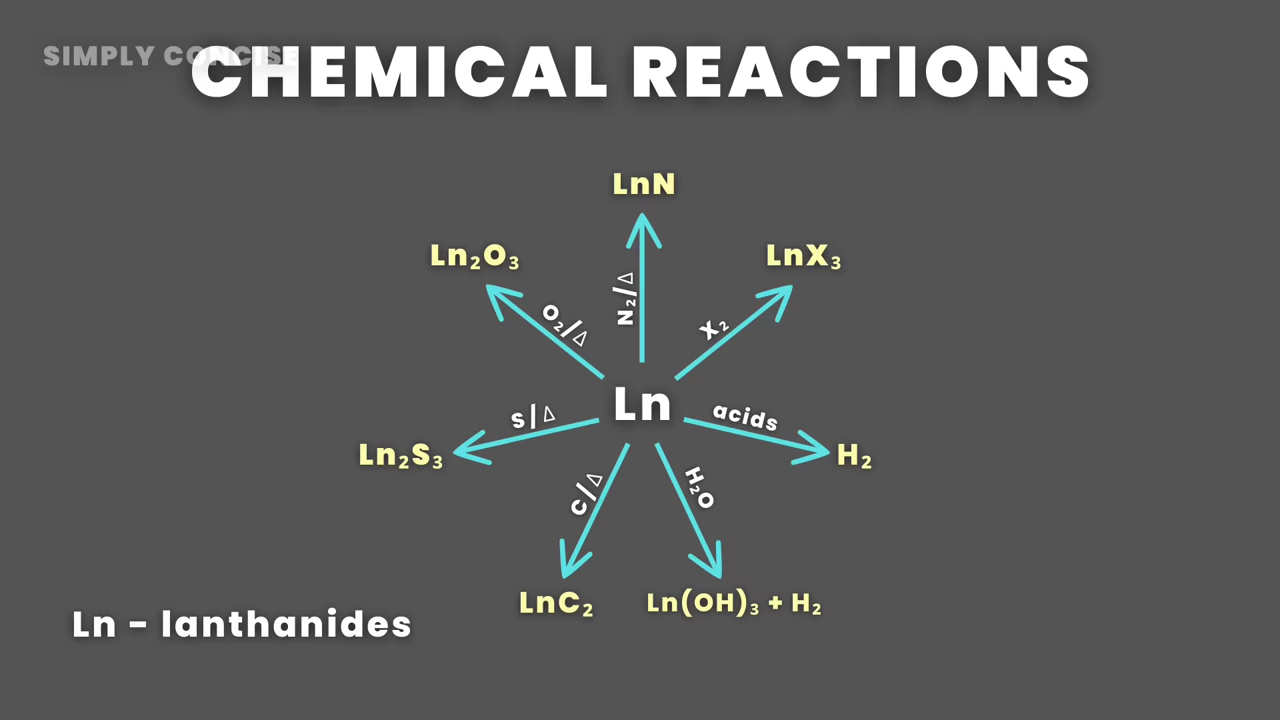 SIMPLY CONCISE
CHEMICAL REACTIONS
LnN
Ln₂O₃
LnX₃
O₂/Δ
N₂/Δ
X₂
Ln
S/Δ
acids
Ln₂S₃
H₂
C/Δ
H₂O
LnC₂
Ln(OH)₃ + H₂
Ln - lanthanides